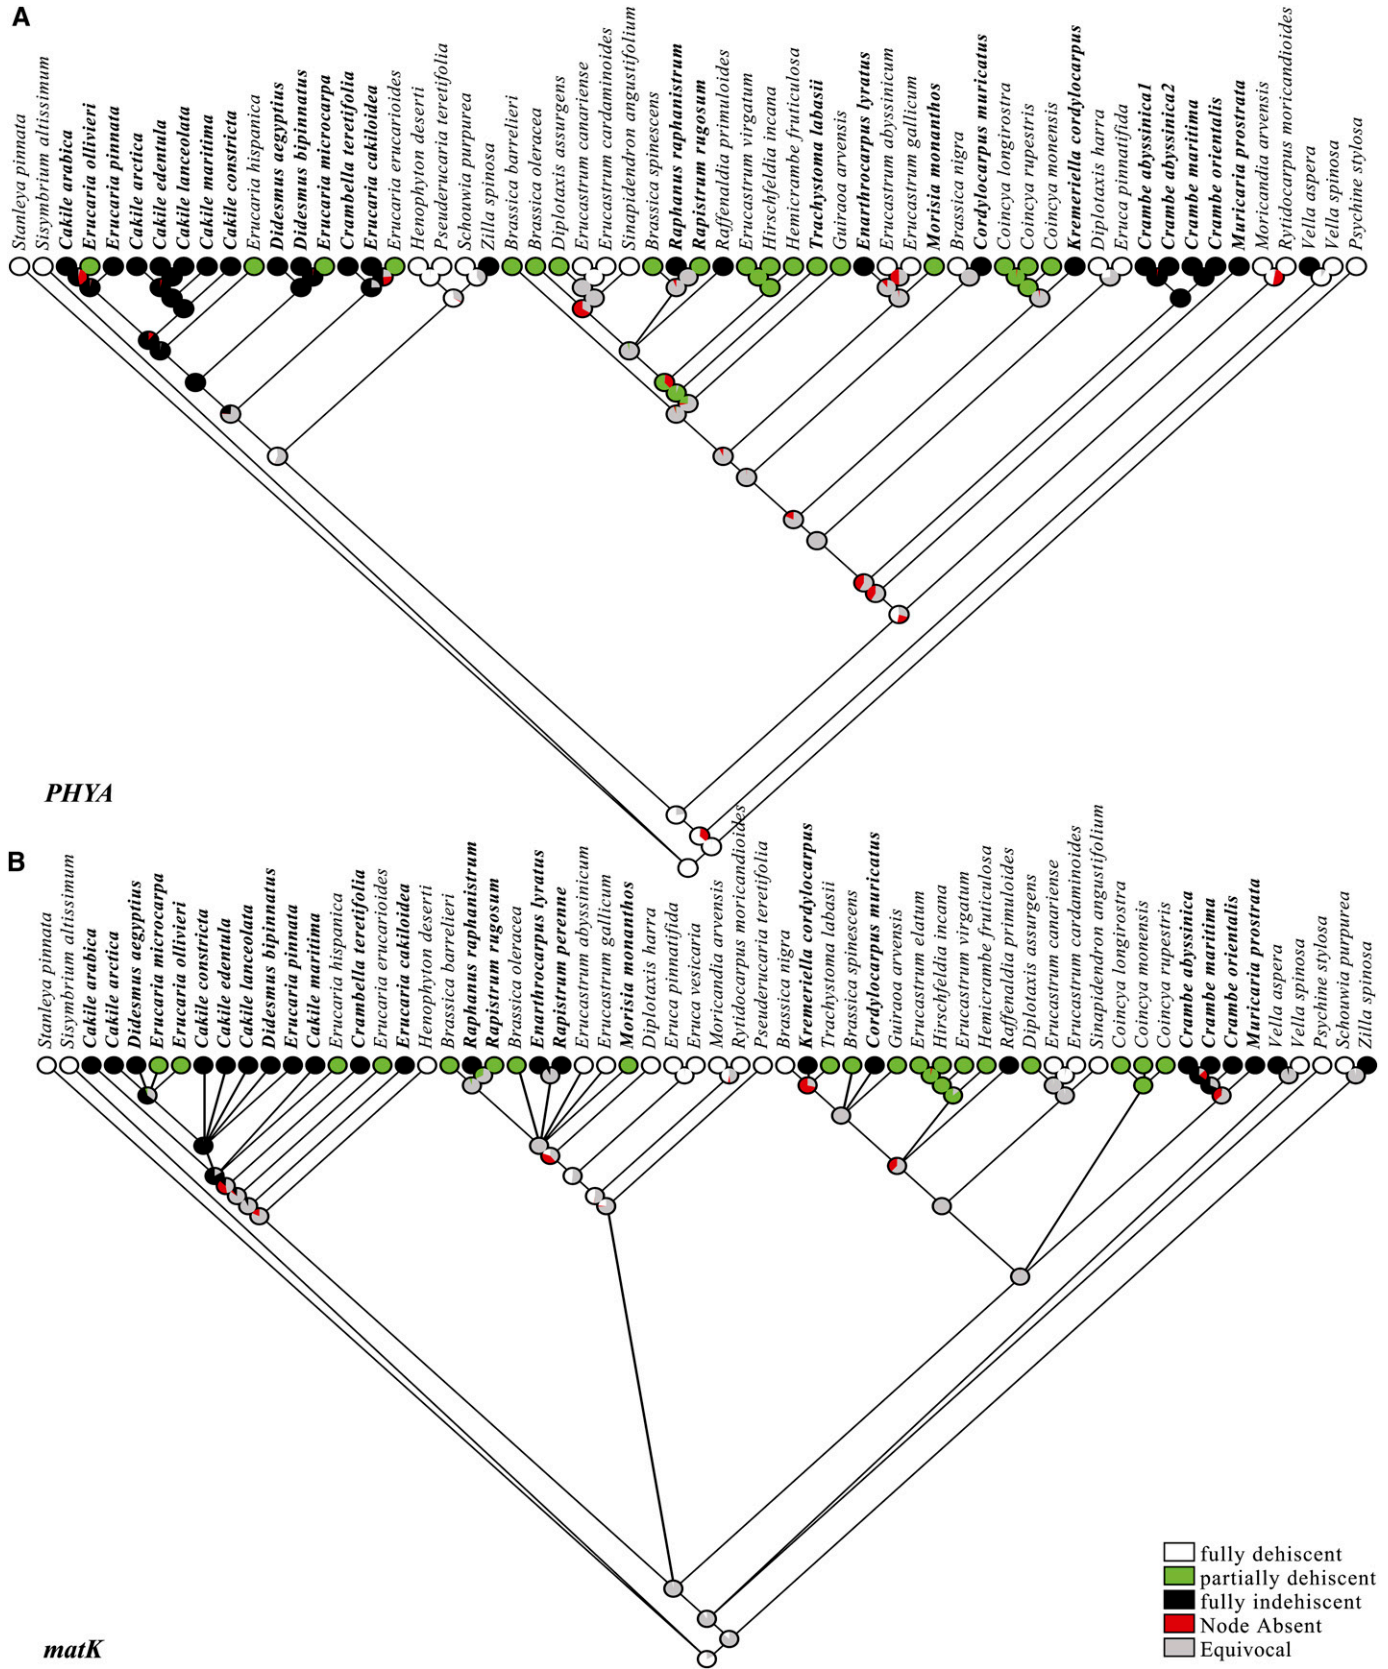 A
Stanleya pinnata
Sisymbrium altissimum
Cakile arabica
Erucaria olivieri
Erucaria pinnata
Cakile arctica
Cakile edentula
Cakile lanceolata
Cakile maritima
Cakile constricta
Erucaria hispanica
Didesmus aegyptius
Didesmus bipinnatus
Erucaria microcarpa
Crambella teretifolia
Erucaria cakiloidea
Erucaria erucarioides
Henophyton deserti
Pseuderucaria teretifolia
Schouvia purpurea
Zilla spinosa
Brassica barrelieri
Brassica oleracea
Diplotaxis assurgens
Erucastrum canariense
Erucastrum cardaminoides
Sinapidendron angustifolium
Brassica spinescens
Raphanus raphanistrum
Rapistrum rugosum
Raffenaldia primuloides
Erucastrum virgatum
Hirschfeldia incana
Hemicrambe fruticulosa
Trachystoma labasii
Guiraoa arvensis
Enarthocarpus lyratus
Erucastrum abyssinicum
Erucastrum gallicum
Morisia monanthos
Brassica nigra
Cordylocarpus muricatus
Coincya longirostra
Coincya rupestris
Coincya monensis
Kremeriella cordylocarpus
Diplotaxis harra
Eruca pinnatifida
Crambe abyssinica1
Crambe abyssinica2
Crambe maritima
Crambe orientalis
Muricaria prostrata
Moricandia arvensis
Rytidocarpus moricandioides
Vella aspera
Vella spinosa
Psychine stylosa
PHYA
B
Stanleya pinnata
Sisymbrium altissimum
Cakile arabica
Cakile arctica
Didesmus aegyptius
Erucaria microcarpa
Erucaria olivieri
Cakile constricta
Cakile edentula
Cakile lanceolata
Didesmus bipinnatus
Erucaria pinnata
Cakile maritima
Erucaria hispanica
Crambella teretifolia
Erucaria erucarioides
Erucaria cakiloidea
Henophyton deserti
Brassica barrelieri
Raphanus raphanistrum
Rapistrum rugosum
Brassica oleracea
Enarthrocarpus lyratus
Rapistrum perenne
Erucastrum abyssinicum
Erucastrum gallicum
Morisia monanthos
Diplotaxis harra
Eruca pinnatifida
Eruca vesicaria
Moricandia arvensis
Rytidocarpus moricandioides
Pseuderucaria teretifolia
Brassica nigra
Kremeriella cordylocarpus
Trachystoma labasii
Brassica spinescens
Cordylocarpus muricatus
Guiraoa arvensis
Erucastrum elatum
Hirschfeldia incana
Erucastrum virgatum
Hemicrambe fruticulosa
Raffenaldia primuloides
Diplotaxis assurgens
Erucastrum canariense
Erucastrum cardaminoides
Sinapidendron angustifolium
Coincya longirostra
Coincya monensis
Coincya rupestris
Crambe abyssinica
Crambe maritima
Crambe orientalis
Muricaria prostrata
Vella aspera
Vella spinosa
Psychine stylosa
Schouwia purpurea
Zilla spinosa
matK
fully dehiscent
partially dehiscent
fully indehiscent
Node Absent
Equivocal